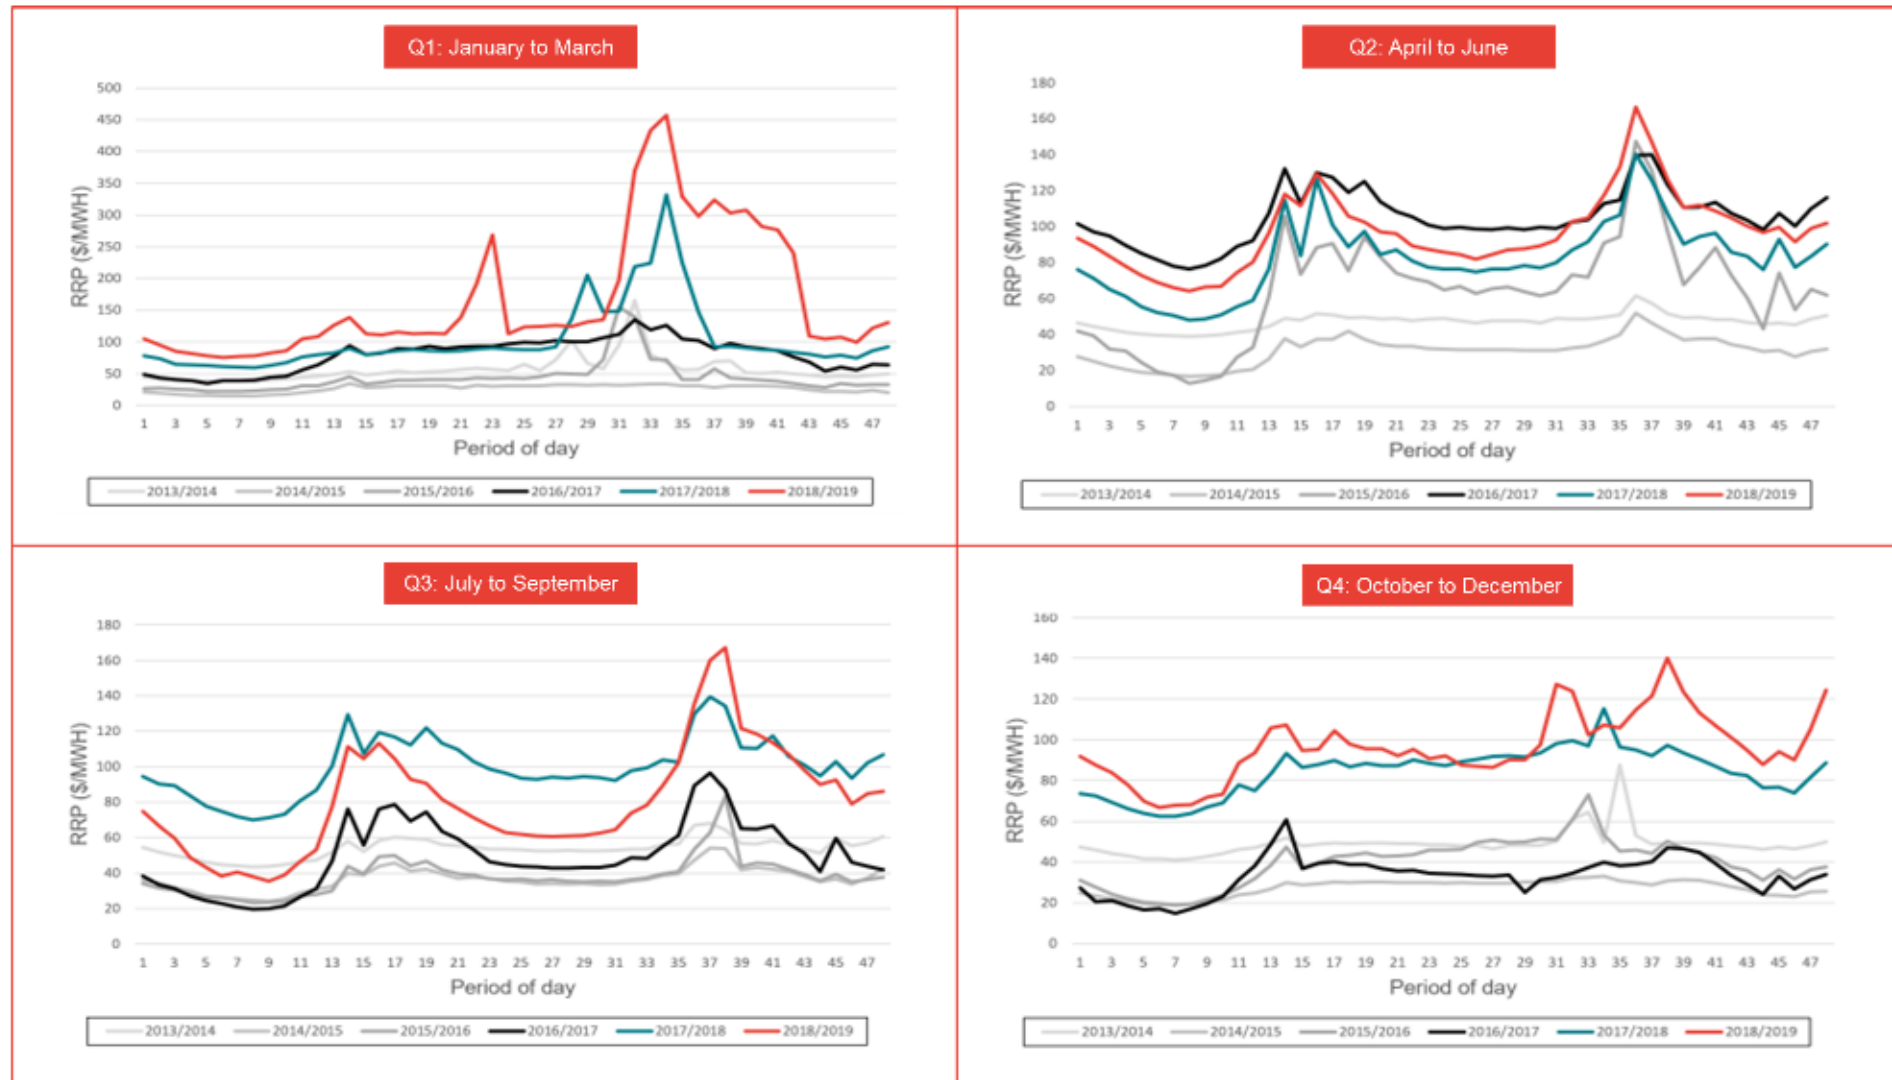 Q1: January to March
500
450
400
350
300
250
200
150
100
50
0
RRP ($/MWH)
1 3 5 7 9 11 13 15 17 19 21 23 25 27 29 31 33 35 37 39 41 43 45 47
Period of day
2013/2014 2014/2015 2015/2016 2016/2017 2017/2018 2018/2019
Q2: April to June
180
160
140
120
100
80
60
40
20
0
RRP ($/MWH)
1 3 5 7 9 11 13 15 17 19 21 23 25 27 29 31 33 35 37 39 41 43 45 47
Period of day
2013/2014 2014/2015 2015/2016 2016/2017 2017/2018 2018/2019
Q3: July to September
180
160
140
120
100
80
60
40
20
0
RRP ($/MWH)
1 3 5 7 9 11 13 15 17 19 21 23 25 27 29 31 33 35 37 39 41 43 45 47
Period of day
2013/2014 2014/2015 2015/2016 2016/2017 2017/2018 2018/2019
Q4: October to December
160
140
120
100
80
60
40
20
0
RRP ($/MWH)
1 3 5 7 9 11 13 15 17 19 21 23 25 27 29 31 33 35 37 39 41 43 45 47
Period of day
2013/2014 2014/2015 2015/2016 2016/2017 2017/2018 2018/2019